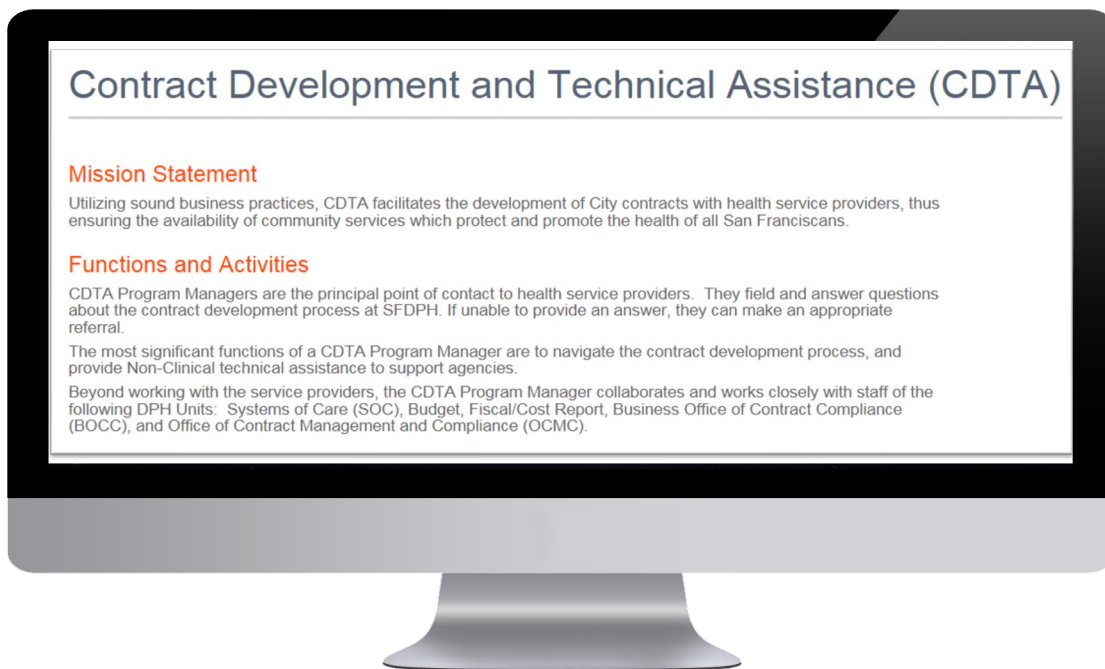 Contract Development and Technical Assistance (CDTA)
Mission Statement
Utilizing sound business practices, CDTA facilitates the development of City contracts with health service providers, thus
ensuring the availability of community services which protect and promote the health of all San Franciscans.
Functions and Activities
CDTA Program Managers are the principal point of contact to health service providers.  They field and answer questions
about the contract development process at SFDPH. If unable to provide an answer, they can make an appropriate
referral.
The most significant functions of a CDTA Program Manager are to navigate the contract development process, and
provide Non-Clinical technical assistance to support agencies.
Beyond working with the service providers, the CDTA Program Manager collaborates and works closely with staff of the
following DPH Units:  Systems of Care (SOC), Budget, Fiscal/Cost Report, Business Office of Contract Compliance
(BOCC), and Office of Contract Management and Compliance (OCMC).